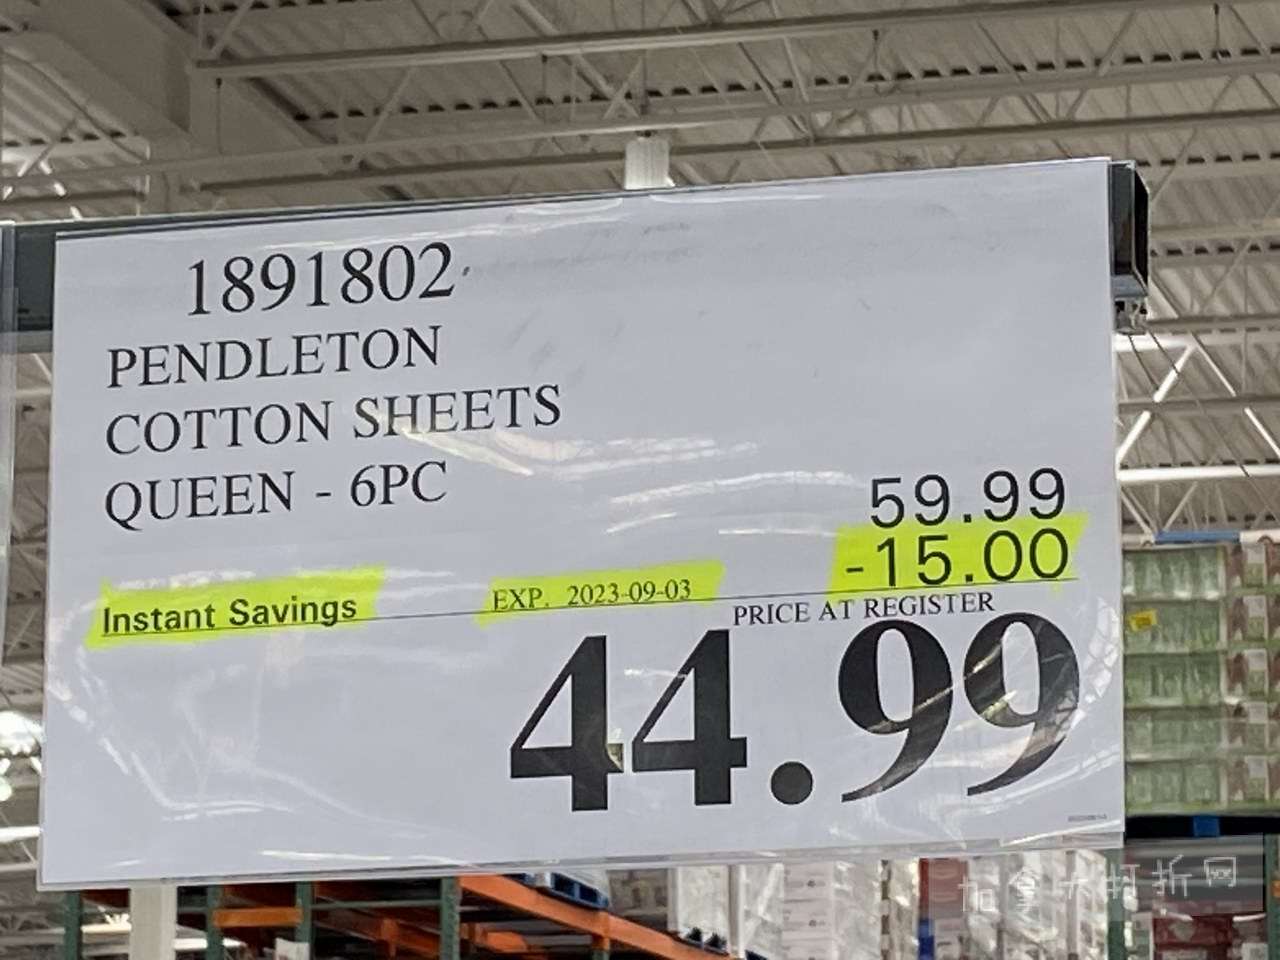 1891802
PENDLETON
COTTON SHEETS
QUEEN - 6PC
59.99
-15.00
Instant Savings EXP. 2023-09-03
PRICE AT REGISTER
44.99
加拿大打折网